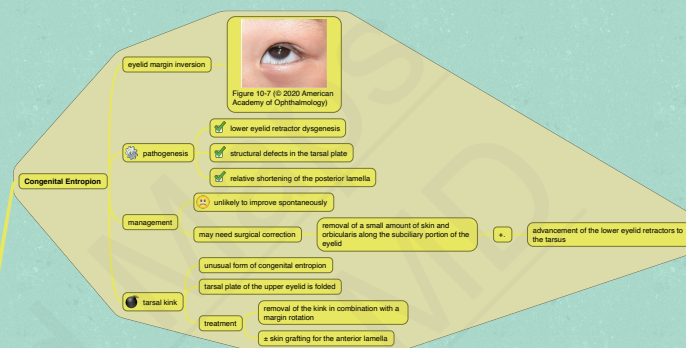 Congenital Entropion
eyelid margin inversion
Figure 10-7 (© 2020 American
Academy of Ophthalmology)
pathogenesis
lower eyelid retractor dysgenesis
structural defects in the tarsal plate
relative shortening of the posterior lamella
management
unlikely to improve spontaneously
may need surgical correction
removal of a small amount of skin and
orbicularis along the subciliary portion of the
eyelid
+.
advancement of the lower eyelid retractors to
the tarsus
tarsal kink
unusual form of congenital entropion
tarsal plate of the upper eyelid is folded
treatment
removal of the kink in combination with a
margin rotation
± skin grafting for the anterior lamella